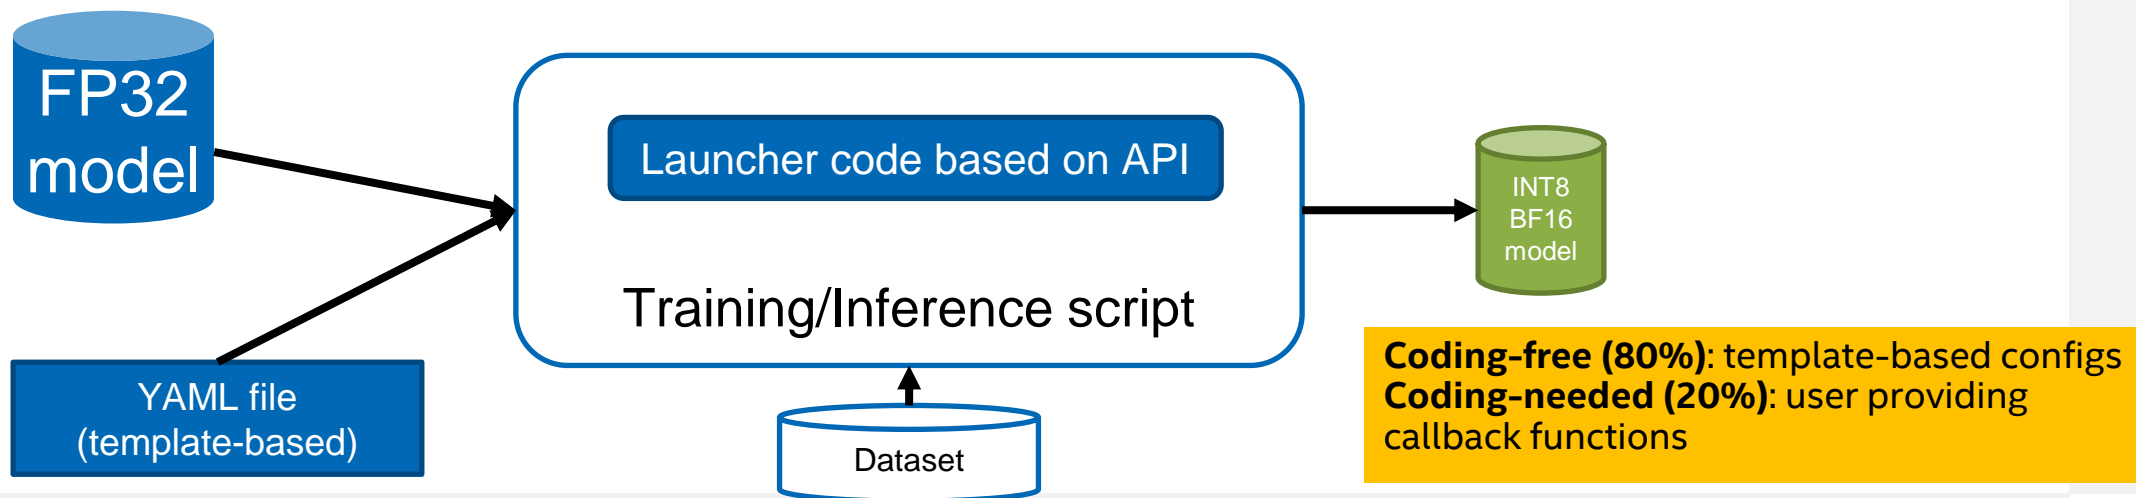 FP32
model
Launcher code based on API
Training/Inference script
INT8
BF16
model
YAML file
(template-based)
Dataset
Coding-free (80%): template-based configs
Coding-needed (20%): user providing
callback functions